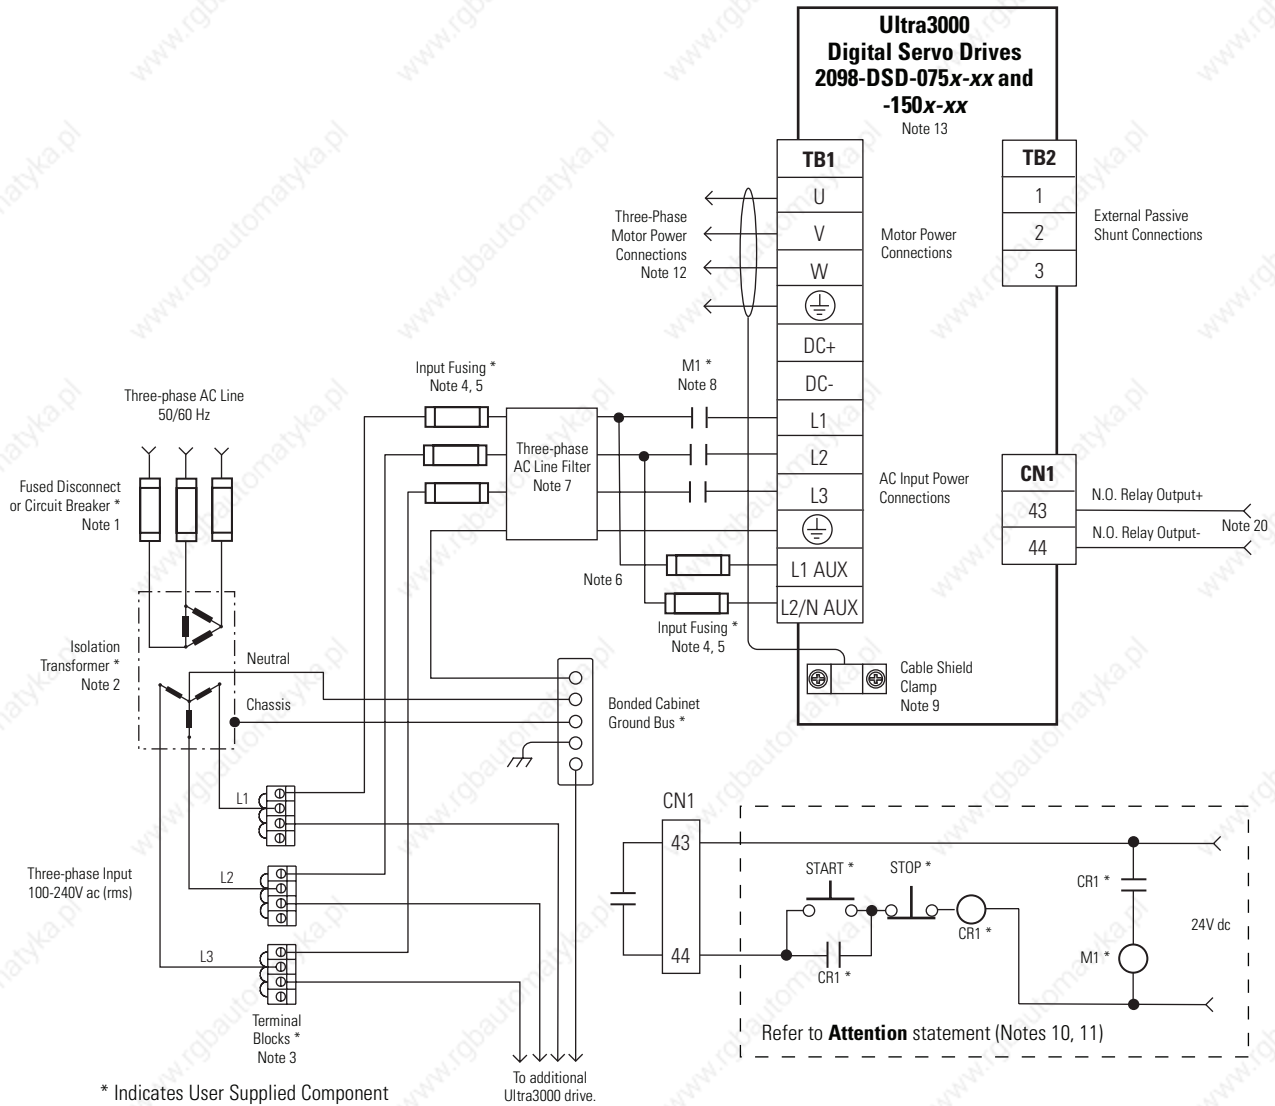 Ultra3000
Digital Servo Drives
2098-DSD-075x-xx and
-150x-xx
Note 13
TB1
U
V
W
DC+
DC-
L1
L2
L3
L1 AUX
L2/N AUX
TB2
1
2
3
External Passive
Shunt Connections
Three-Phase
Motor Power
Connections
Note 12
Motor Power
Connections
Input Fusing *
Note 4, 5
M1 *
Note 8
Three-phase AC Line
50/60 Hz
Three-phase
AC Line Filter
Note 7
AC Input Power
Connections
CN1
43
44
N.O. Relay Output+
N.O. Relay Output-
Note 20
Fused Disconnect
or Circuit Breaker *
Note 1
Note 6
Input Fusing *
Note 4, 5
Isolation
Transformer *
Note 2
Neutral
Chassis
Bonded Cabinet
Ground Bus *
Cable Shield
Clamp
Note 9
L1
L2
L3
Three-phase Input
100-240V ac (rms)
Terminal
Blocks *
Note 3
To additional
Ultra3000 drive.
CN1
43
44
START *
STOP *
CR1 *
CR1 *
CR1 *
M1 *
24V dc
Refer to Attention statement (Notes 10, 11)
* Indicates User Supplied Component
www.rgbautomatyka.pl